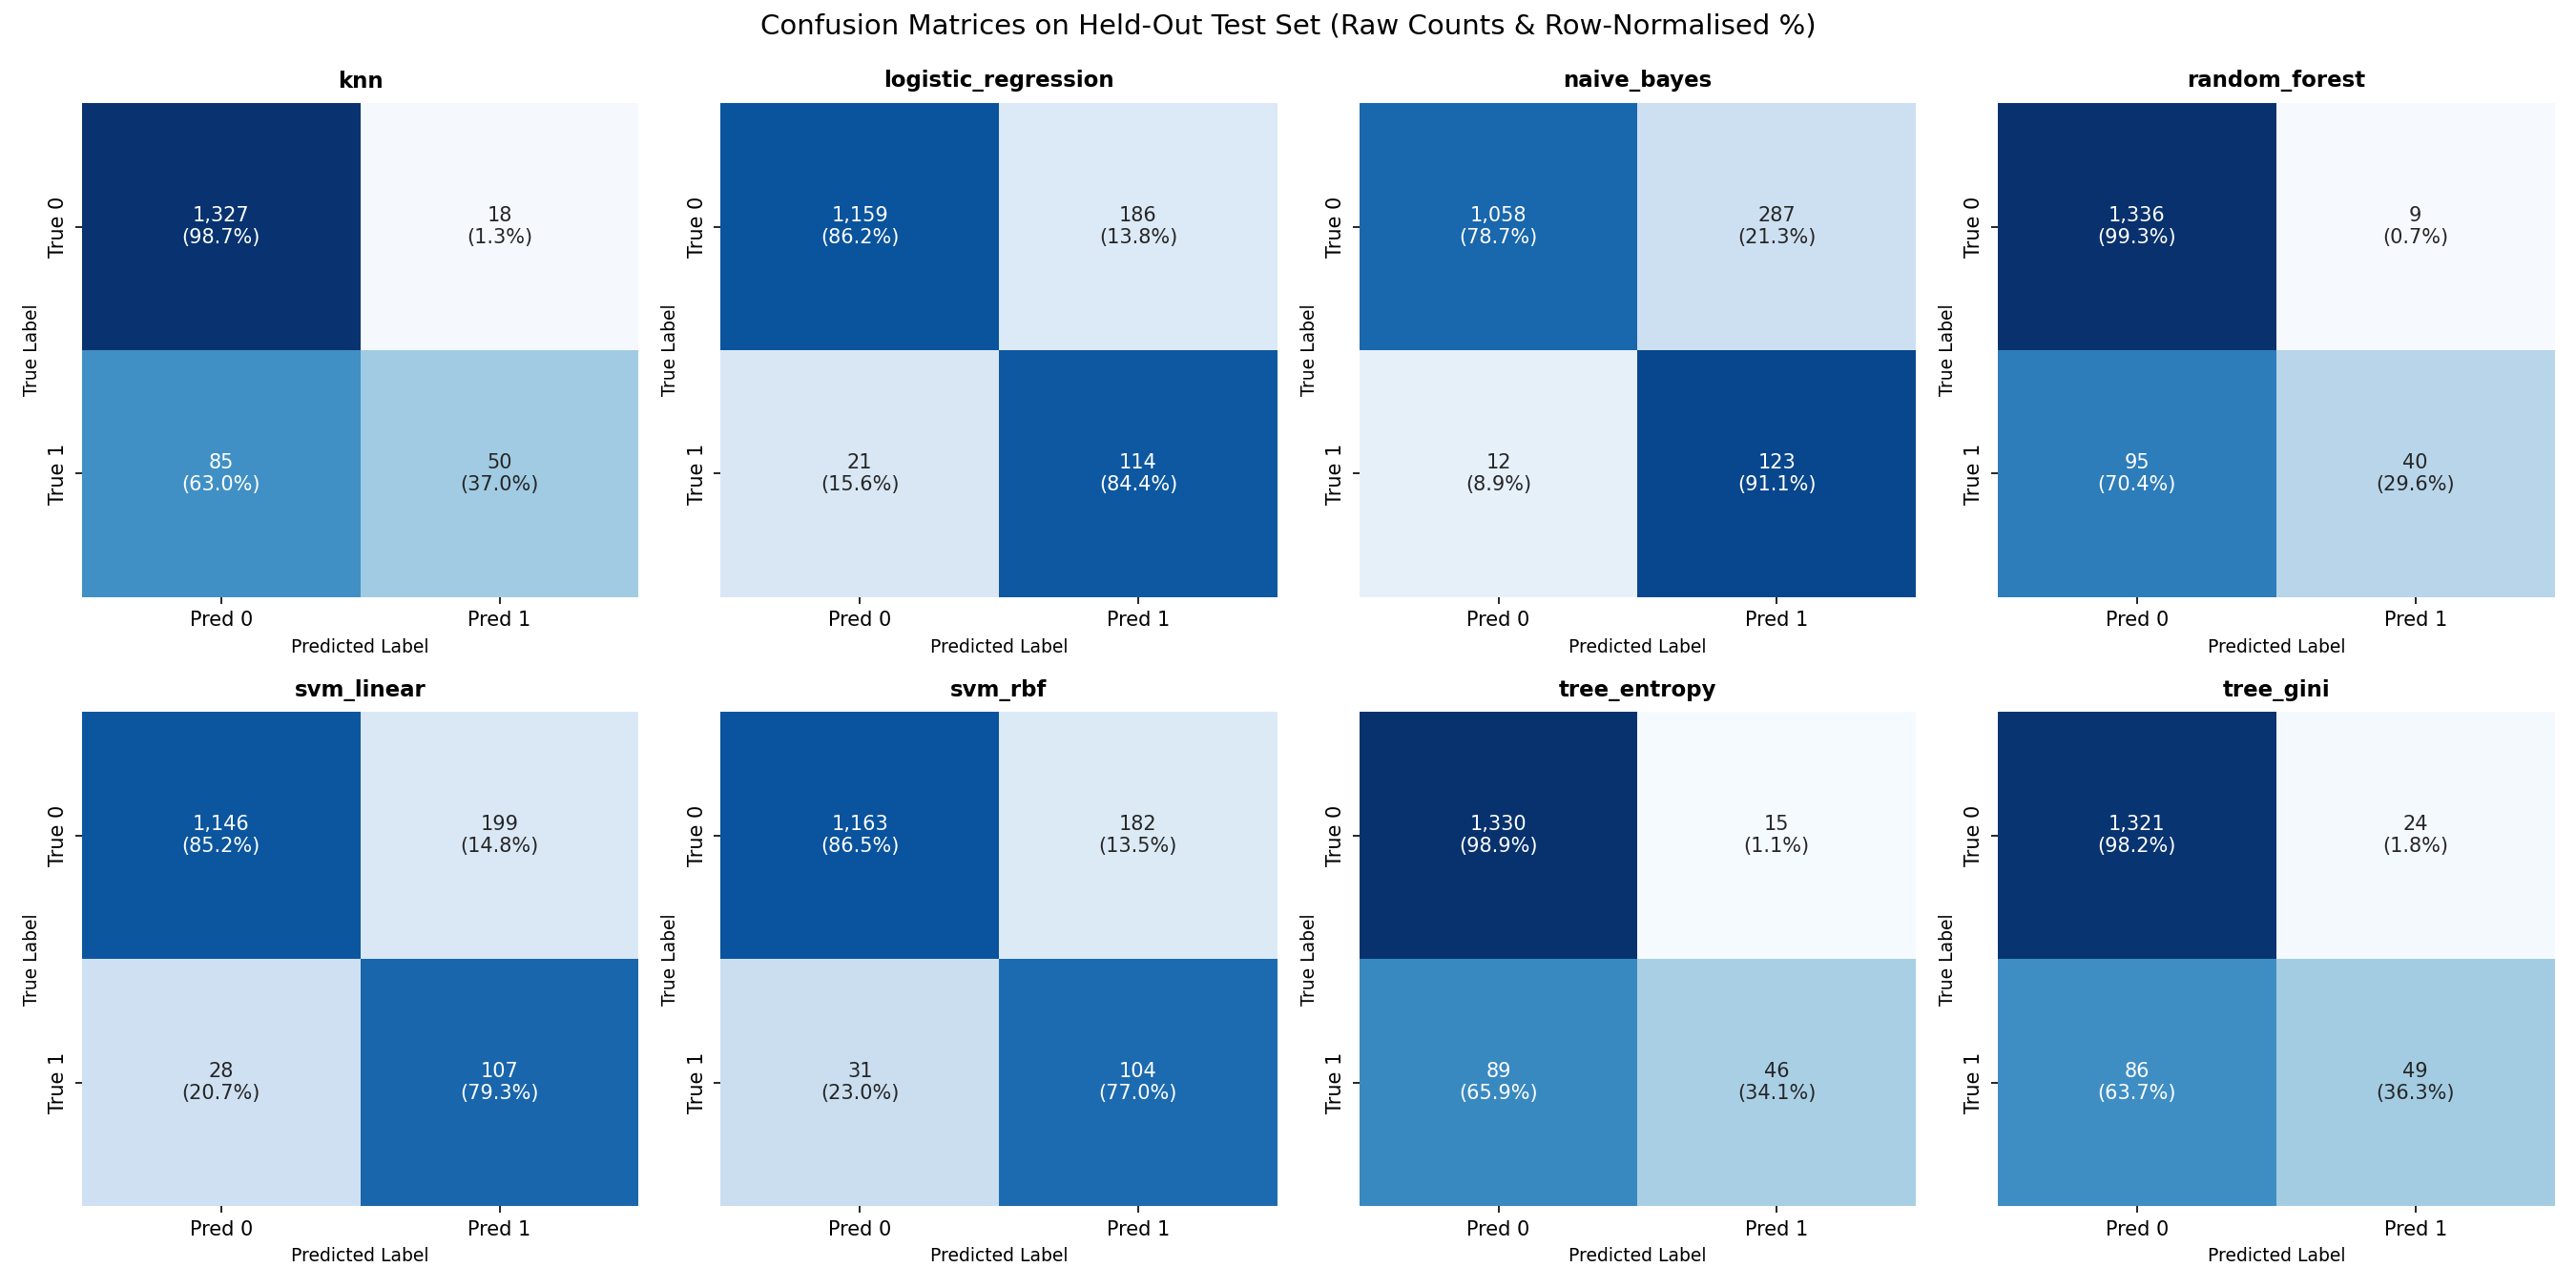 Confusion Matrices on Held-Out Test Set (Raw Counts & Row-Normalised %)
knn
True Label
True 0
1,327
(98.7%)
18
(1.3%)
True 1
85
(63.0%)
50
(37.0%)
Pred 0
Pred 1
Predicted Label
logistic_regression
True Label
True 0
1,159
(86.2%)
186
(13.8%)
True 1
21
(15.6%)
114
(84.4%)
Pred 0
Pred 1
Predicted Label
naive_bayes
True Label
True 0
1,058
(78.7%)
287
(21.3%)
True 1
12
(8.9%)
123
(91.1%)
Pred 0
Pred 1
Predicted Label
random_forest
True Label
True 0
1,336
(99.3%)
9
(0.7%)
True 1
95
(70.4%)
40
(29.6%)
Pred 0
Pred 1
Predicted Label
svm_linear
True Label
True 0
1,146
(85.2%)
199
(14.8%)
True 1
28
(20.7%)
107
(79.3%)
Pred 0
Pred 1
Predicted Label
svm_rbf
True Label
True 0
1,163
(86.5%)
182
(13.5%)
True 1
31
(23.0%)
104
(77.0%)
Pred 0
Pred 1
Predicted Label
tree_entropy
True Label
True 0
1,330
(98.9%)
15
(1.1%)
True 1
89
(65.9%)
46
(34.1%)
Pred 0
Pred 1
Predicted Label
tree_gini
True Label
True 0
1,321
(98.2%)
24
(1.8%)
True 1
86
(63.7%)
49
(36.3%)
Pred 0
Pred 1
Predicted Label